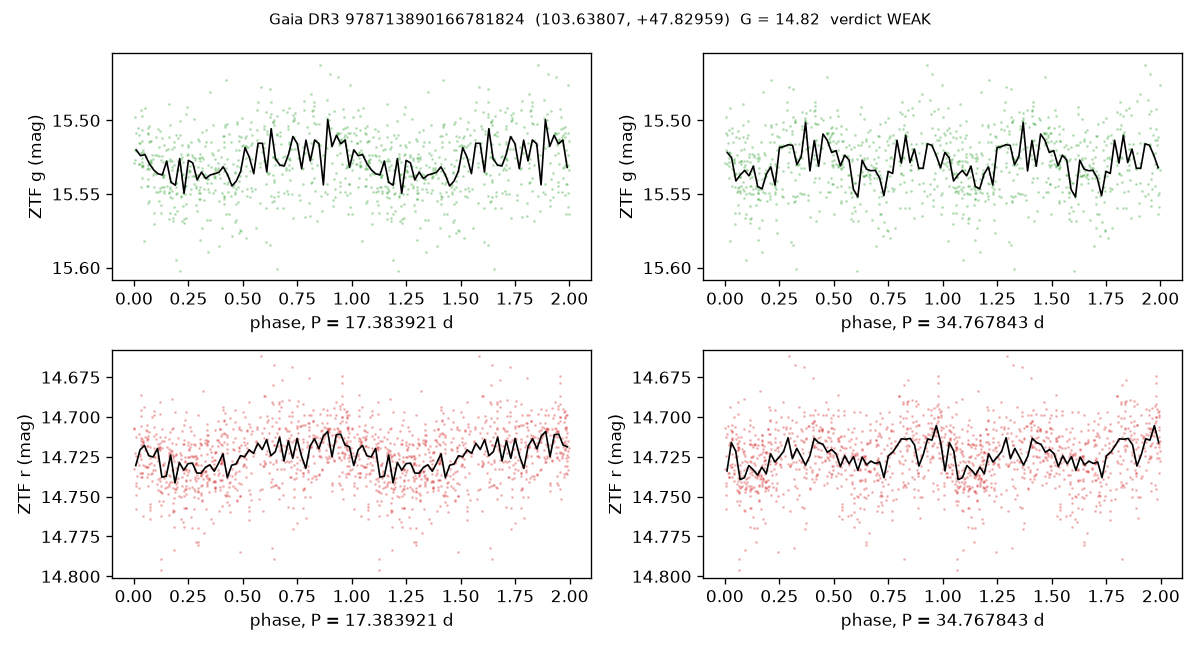 Gaia DR3 978713890166781824  (103.63807, +47.82959)  G = 14.82  verdict WEAK
ZTF g (mag)
15.50
15.55
15.60
0.00 0.25 0.50 0.75 1.00 1.25 1.50 1.75 2.00
phase, P = 17.383921 d
ZTF g (mag)
15.50
15.55
15.60
0.00 0.25 0.50 0.75 1.00 1.25 1.50 1.75 2.00
phase, P = 34.767843 d
ZTF r (mag)
14.675
14.700
14.725
14.750
14.775
14.800
0.00 0.25 0.50 0.75 1.00 1.25 1.50 1.75 2.00
phase, P = 17.383921 d
ZTF r (mag)
14.675
14.700
14.725
14.750
14.775
14.800
0.00 0.25 0.50 0.75 1.00 1.25 1.50 1.75 2.00
phase, P = 34.767843 d